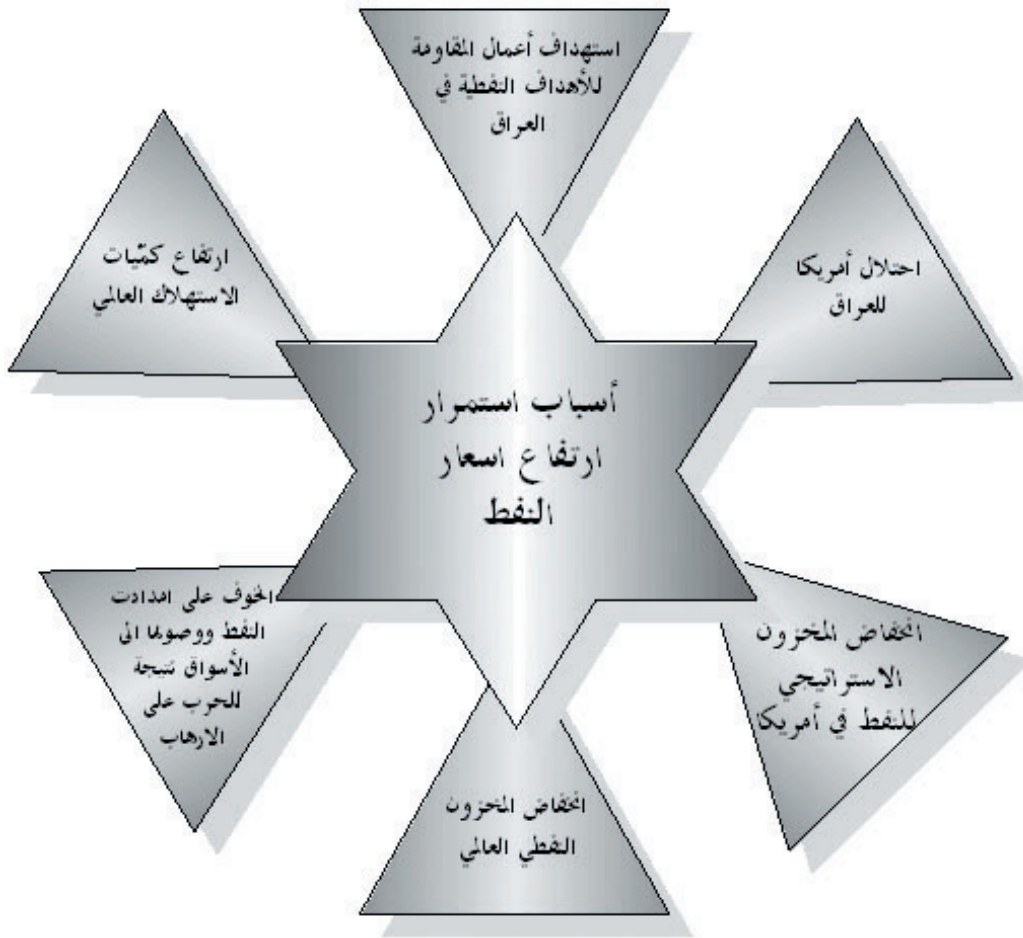 استهداف أعمال المقاومة
للأهداف النفطية في
العراق
احتلال أمريكا
للعراق
ارتفاع كمّيات
الاستهلاك العالمي
أسباب استمرار
ارتفاع اسعار
النفط
انخفاض المخزون
الاستراتيجي
للنفط في أمريكا
الخوف على امدادت
النفط ووصولها الى
الأسواق نتيجة
للحرب على
الارهاب
انخفاض المخزون
النفطي العالمي